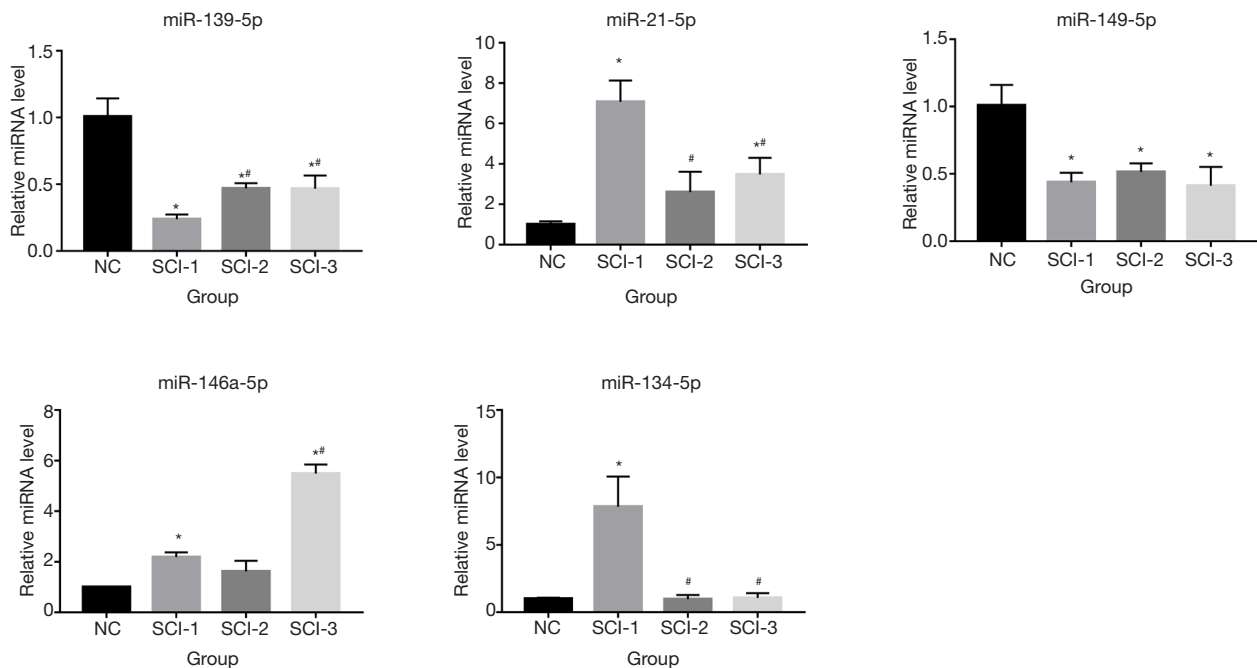 miR-139-5p
Relative miRNA level
1.5
1.0
0.5
0.0
*
*#
*#
NC SCI-1 SCI-2 SCI-3
Group
miR-21-5p
Relative miRNA level
10
8
6
4
2
0
*
#
*#
NC SCI-1 SCI-2 SCI-3
Group
miR-149-5p
Relative miRNA level
1.5
1.0
0.5
0.0
*
*
*
NC SCI-1 SCI-2 SCI-3
Group
miR-146a-5p
Relative miRNA level
8
6
4
2
0
*
*#
NC SCI-1 SCI-2 SCI-3
Group
miR-134-5p
Relative miRNA level
15
10
5
0
*
#
#
NC SCI-1 SCI-2 SCI-3
Group